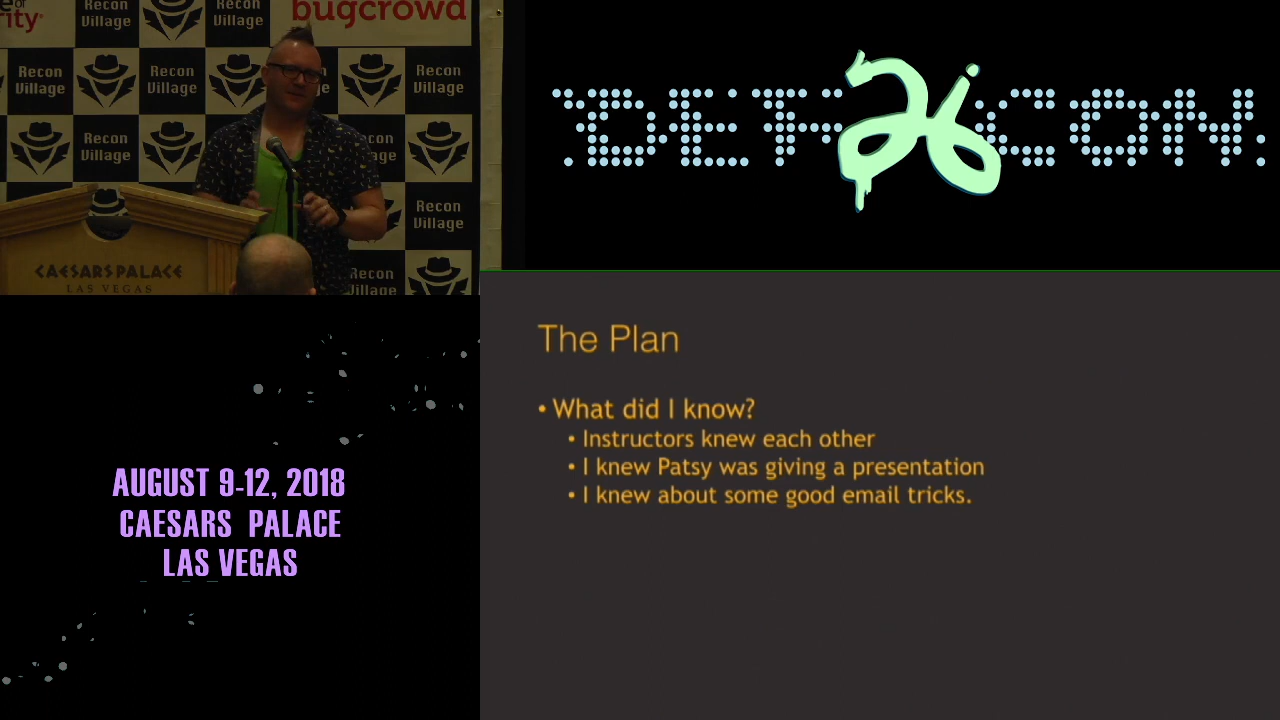 bugcrowd
Recon Village
Recon Village
Recon Village
Recon Village
Recon Village
Recon Village
Recon Village
Recon Village
CAESARS PALACE
LAS VEGAS
DEF CON
26
AUGUST 9-12, 2018
CAESARS PALACE
LAS VEGAS
The Plan
• What did I know?
• Instructors knew each other
• I knew Patsy was giving a presentation
• I knew about some good email tricks.